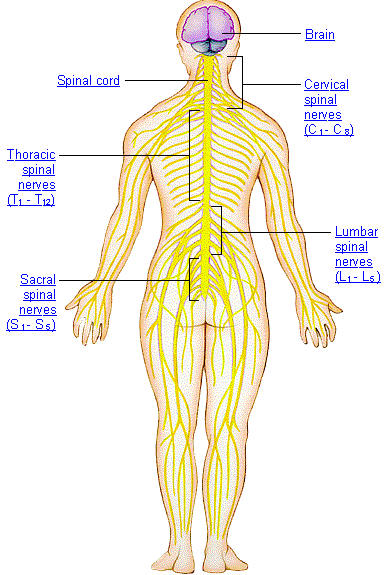 Brain
Spinal cord
Cervical
spinal
nerves
(C1 - C8)
Thoracic
spinal
nerves
(T1 - T12)
Lumbar
spinal
nerves
(L1 - L5)
Sacral
spinal
nerves
(S1 - S5)